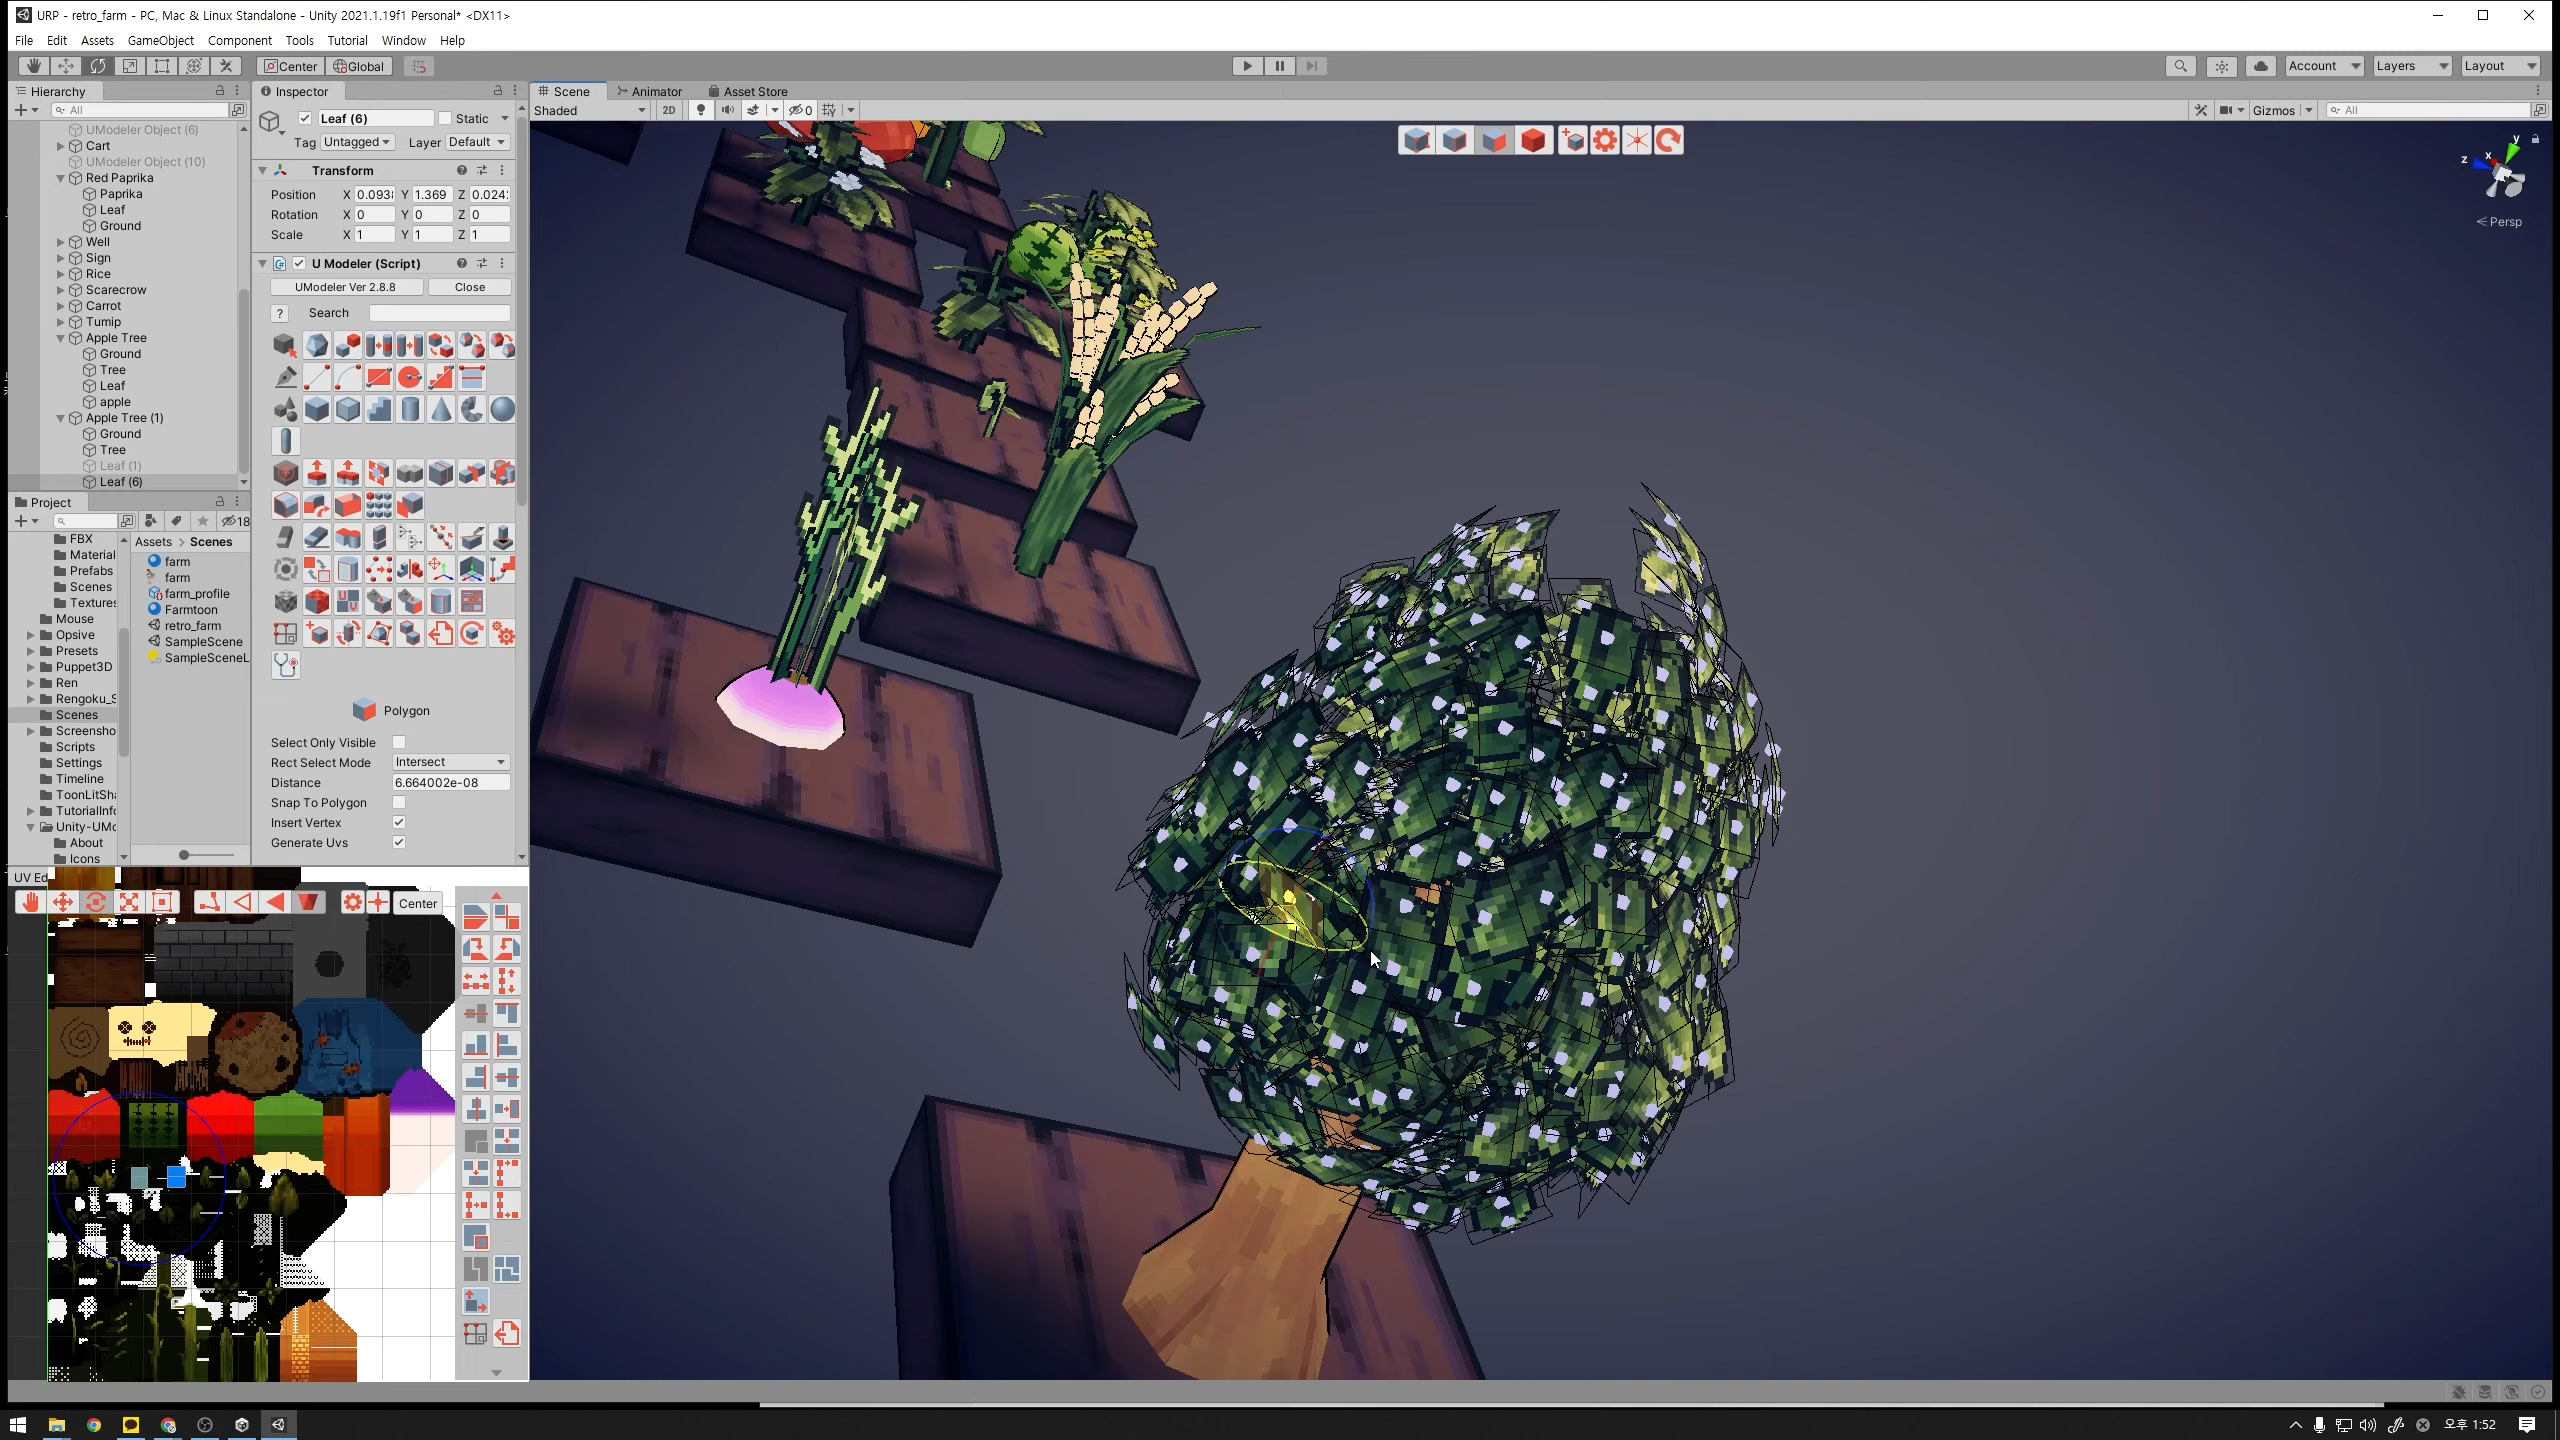 URP - retro_farm - PC, Mac & Linux Standalone - Unity 2021.1.19f1 Personal* <DX11>
File Edit Assets GameObject Component Tools Tutorial Window Help
Center Global Account Layers Layout
Hierarchy
All
UModeler Object (6)
Cart
UModeler Object (10)
Red Paprika
Paprika
Leaf
Ground
Well
Sign
Rice
Scarecrow
Carrot
Turnip
Apple Tree
Ground
Tree
Leaf
apple
Apple Tree (1)
Ground
Tree
Leaf (1)
Leaf (6)
Inspector
Leaf (6) Static
Tag Untagged Layer Default
Transform
Position X 0.093 Y 1.369 Z 0.024
Rotation X 0 Y 0 Z 0
Scale X 1 Y 1 Z 1
U Modeler (Script)
UModeler Ver 2.8.8 Close
? Search
Polygon
Select Only Visible
Rect Select Mode Intersect
Distance 6.664002e-08
Snap To Polygon
Insert Vertex
Generate Uvs
Scene Animator Asset Store
Shaded 2D 0 Gizmos All
y
x
z
Persp
Project
18
FBX
Material
Prefabs
Scenes
Textures
Mouse
Opsive
Presets
Puppet3D
Ren
Rengoku_S
Scenes
Screensho
Scripts
Settings
Timeline
ToonLitSha
TutorialInfo
Unity-UMo
About
Icons
Assets > Scenes
farm
farm
farm_profile
Farmtoon
retro_farm
SampleScene
SampleSceneL
UV Ed
Center
오후 1:52